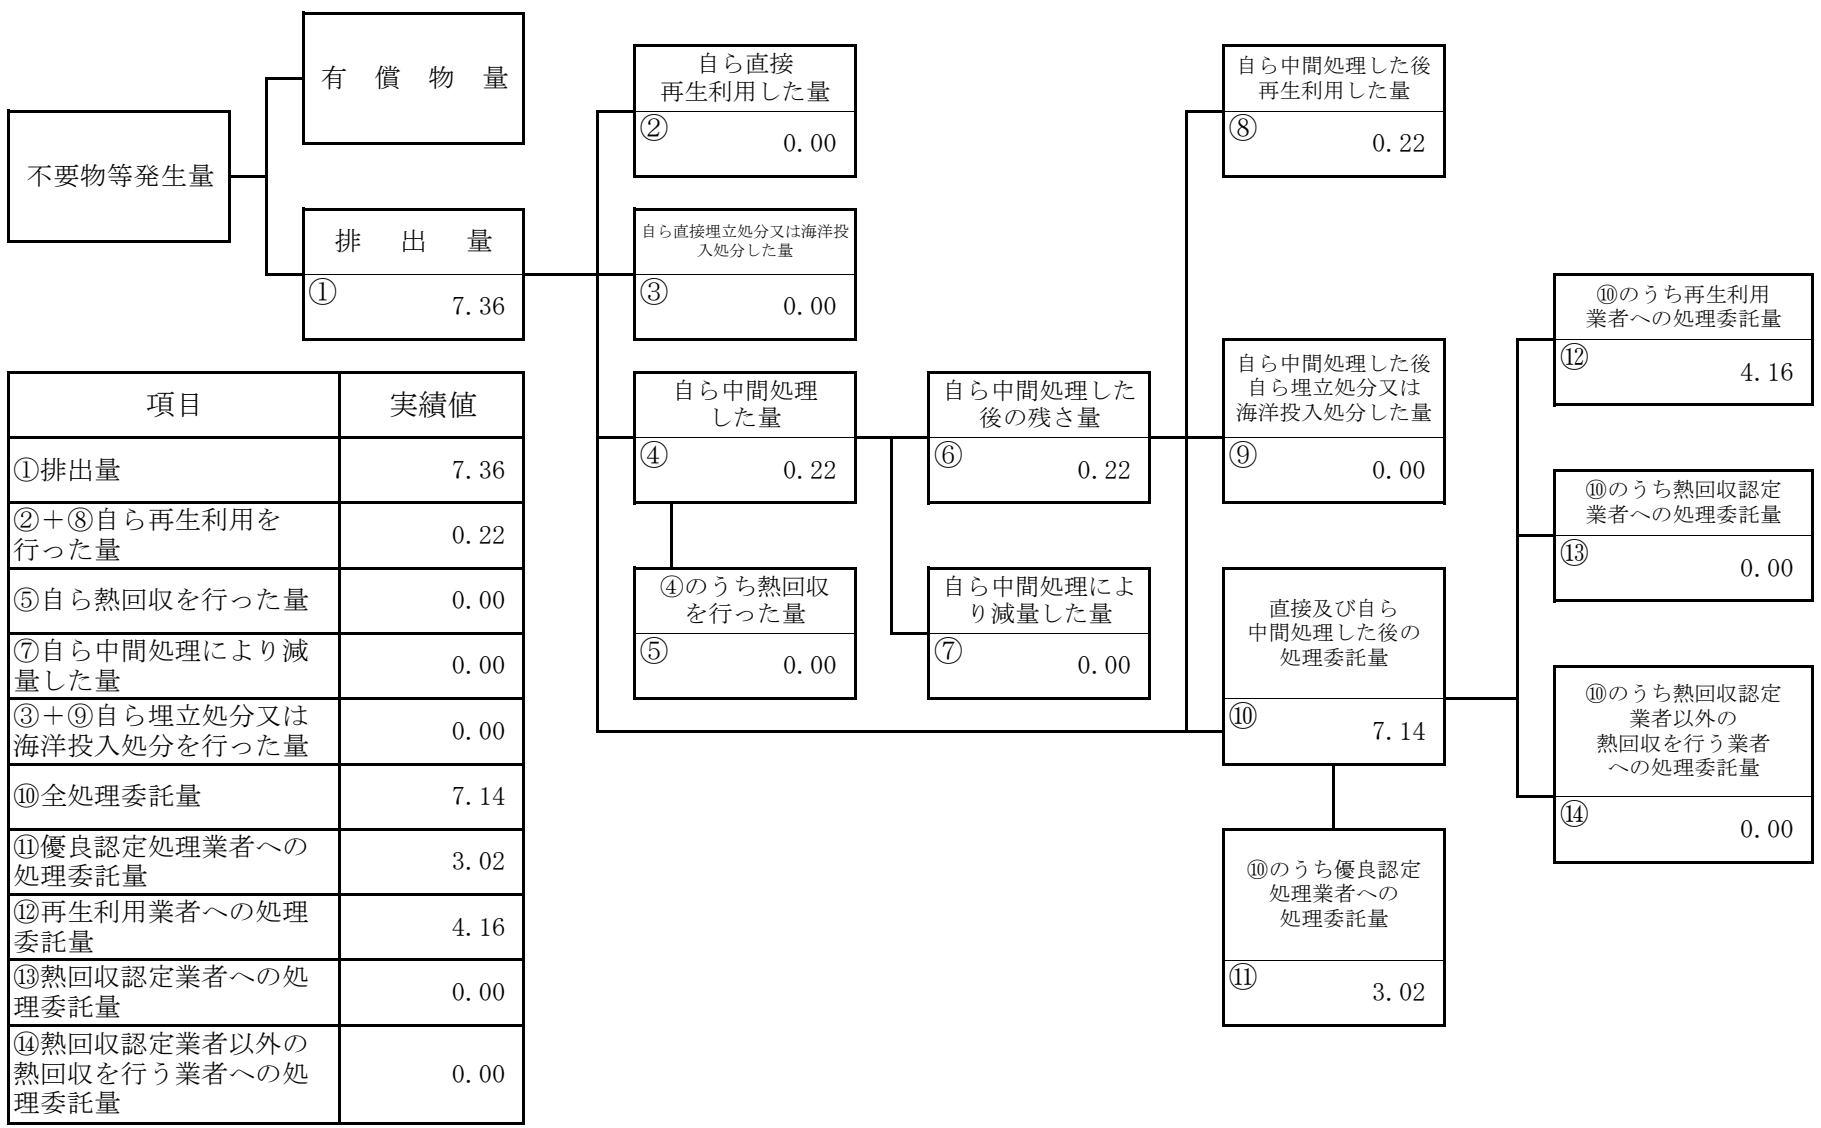 有償物量
不要物等発生量
排出量
①
7.36
自ら直接
再生利用した量
②
0.00
自ら直接埋立処分又は海洋投
入処分した量
③
0.00
自ら中間処理
した量
④
0.22
④のうち熱回収
を行った量
⑤
0.00
自ら中間処理した
後の残さ量
⑥
0.22
自ら中間処理によ
り減量した量
⑦
0.00
自ら中間処理した後
再生利用した量
⑧
0.22
自ら中間処理した後
自ら埋立処分又は
海洋投入処分した量
⑨
0.00
直接及び自ら
中間処理した後の
処理委託量
⑩
7.14
⑩のうち優良認定
処理業者への
処理委託量
⑪
3.02
⑩のうち再生利用
業者への処理委託量
⑫
4.16
⑩のうち熱回収認定
業者への処理委託量
⑬
0.00
⑩のうち熱回収認定
業者以外の
熱回収を行う業者
への処理委託量
⑭
0.00
項目 実績値
①排出量 7.36
②＋⑧自ら再生利用を
行った量 0.22
⑤自ら熱回収を行った量 0.00
⑦自ら中間処理により減
量した量 0.00
③＋⑨自ら埋立処分又は
海洋投入処分を行った量 0.00
⑩全処理委託量 7.14
⑪優良認定処理業者への
処理委託量 3.02
⑫再生利用業者への処理
委託量 4.16
⑬熱回収認定業者への処
理委託量 0.00
⑭熱回収認定業者以外の
熱回収を行う業者への処
理委託量 0.00